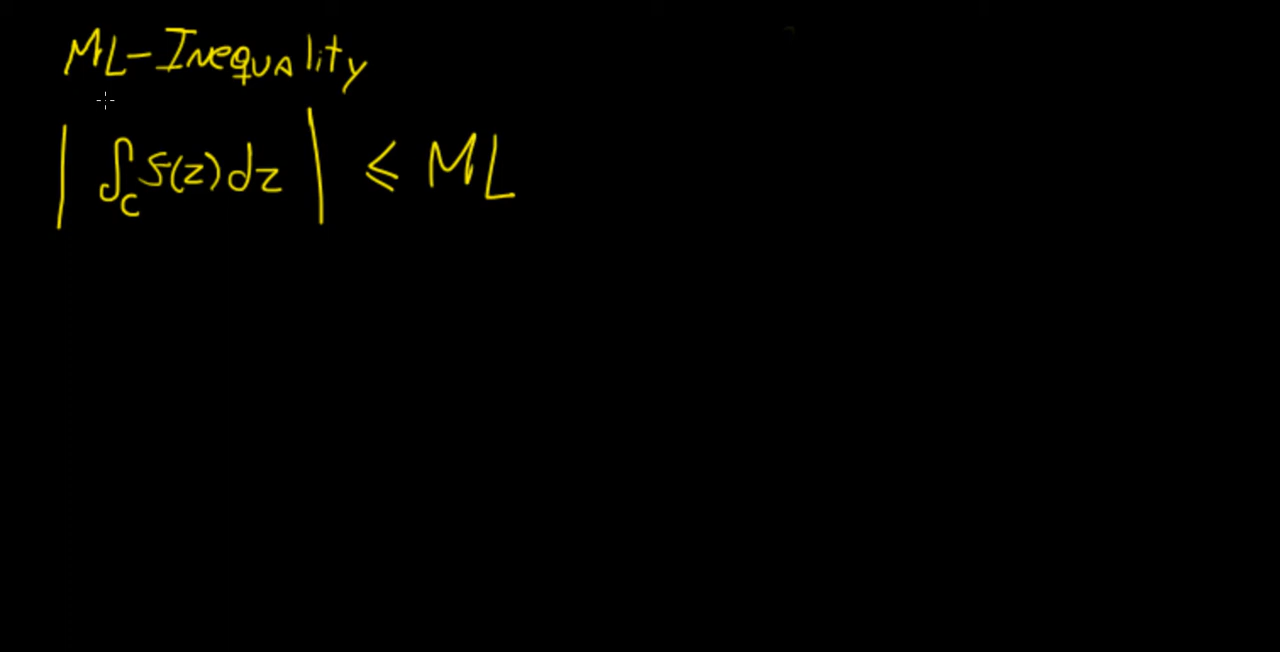 ML-Inequality
| ∫_C f(z) dz | ≤ ML